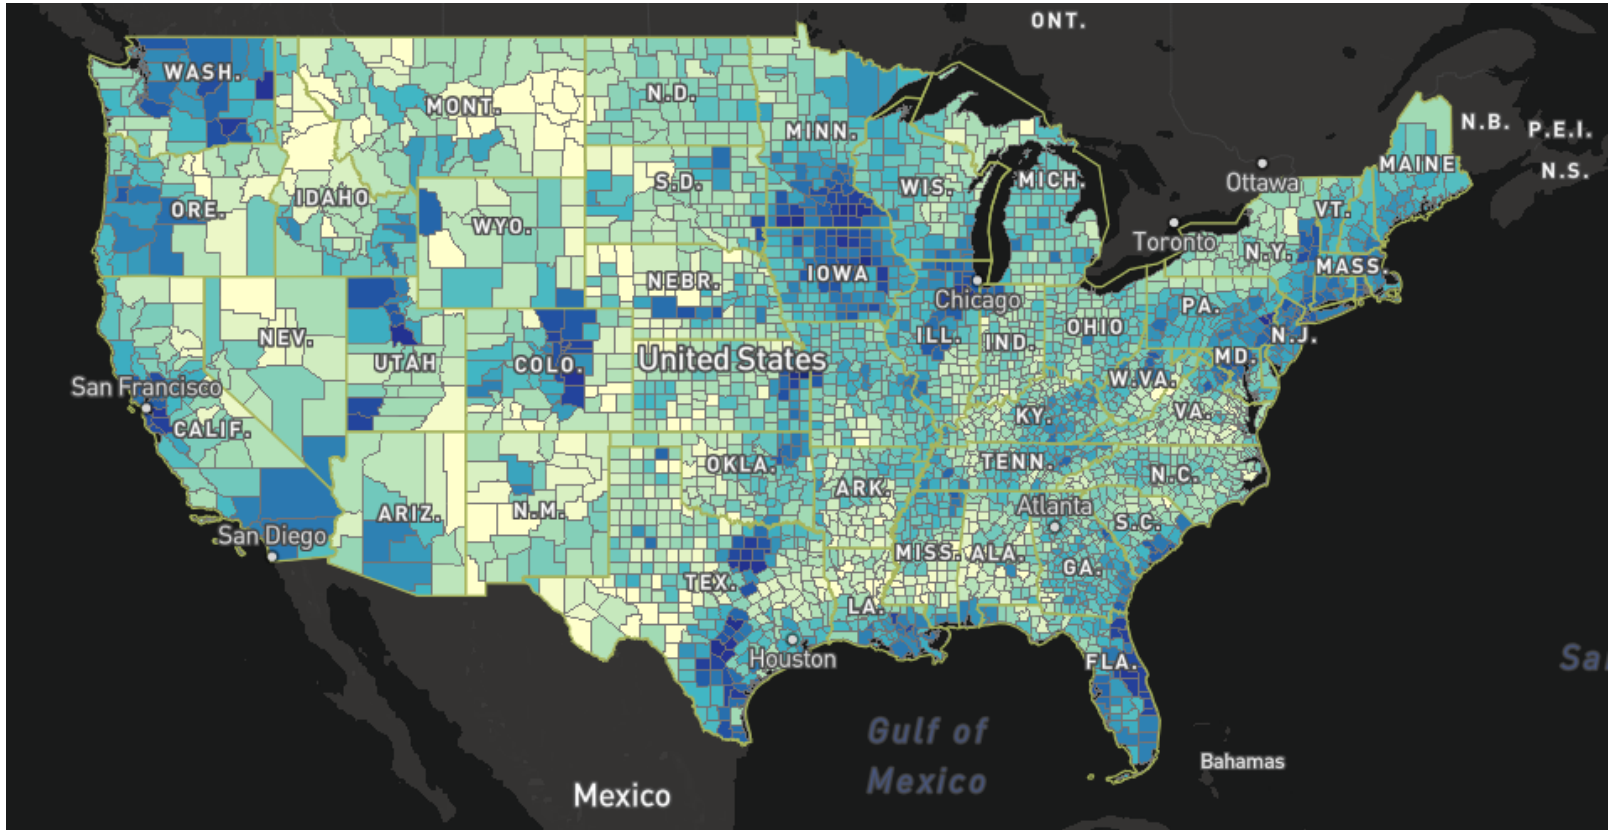 ONT.
WASH.
MONT.
N.D.
MINN.
N.B.
P.E.I.
MAINE
N.S.
Ottawa
S.D.
WIS.
MICH.
IDAHO
ORE.
WYO.
VT.
Toronto
N.Y.
MASS.
IOWA
NEBR.
Chicago
PA.
OHIO
N.J.
NEV.
ILL.
IND.
MD.
UTAH
COLO.
United States
W.VA.
San Francisco
VA.
KY.
CALIF.
TENN.
OKLA.
N.C.
ARK.
Atlanta
ARIZ.
N.M.
S.C.
San Diego
MISS.
ALA.
GA.
TEX.
LA.
Houston
FLA.
Sa
Gulf of
Mexico
Bahamas
Mexico